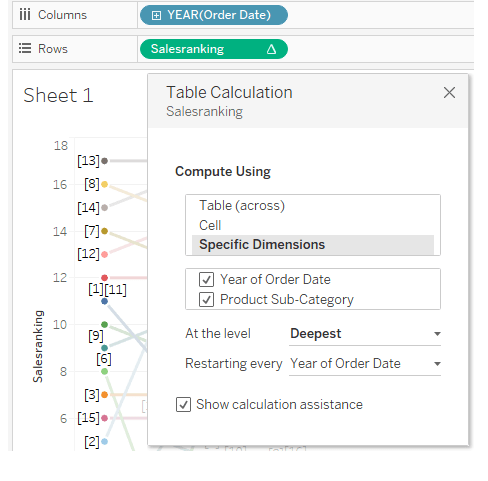 Columns
YEAR(Order Date)
Rows
Salesranking
Sheet 1
Table Calculation
Salesranking
Compute Using
Table (across)
Cell
Specific Dimensions
Year of Order Date
Product Sub-Category
At the level Deepest
Restarting every Year of Order Date
Show calculation assistance
Salesranking
18
[13]
16 [8]
[14]
14 [7]
[12]
12
[1][11]
10
[9]
[6]
8
[3]
6 [15]
[2]